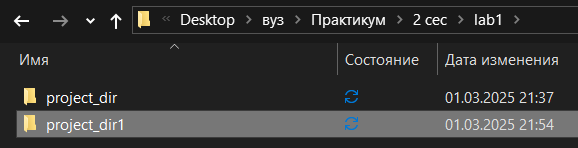 Desktop вуз Практикум 2 сес lab1
Имя Состояние Дата изменения
project_dir 01.03.2025 21:37
project_dir1 01.03.2025 21:54